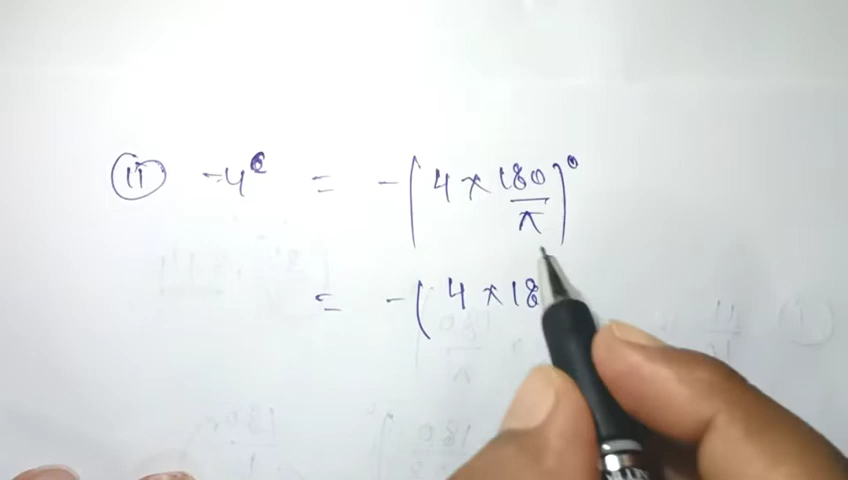 (ii) -4ᶜ = -(4 × 180/π)°
= -(4 × 18